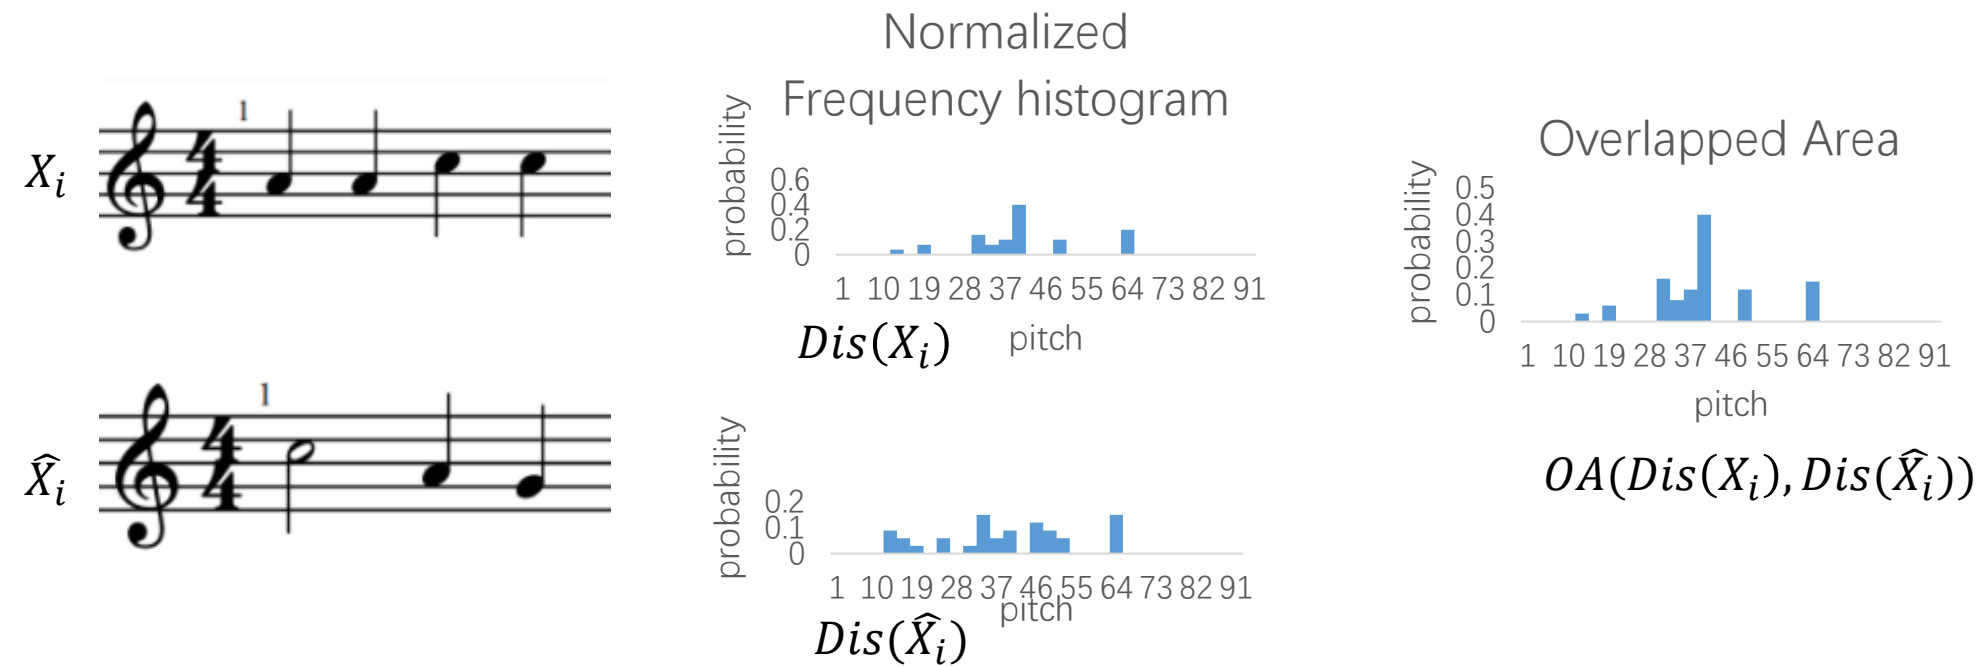 Normalized
Frequency histogram
X_i
1
4
4
probability
0.6
0.4
0.2
0
1 10 19 28 37 46 55 64 73 82 91
Dis(X_i)
pitch
Overlapped Area
probability
0.5
0.4
0.3
0.2
0.1
0
1 10 19 28 37 46 55 64 73 82 91
pitch
OA(Dis(X_i), Dis(X̂_i))
X̂_i
1
4
4
probability
0.2
0.1
0
1 10 19 28 37 46 55 64 73 82 91
pitch
Dis(X̂_i)